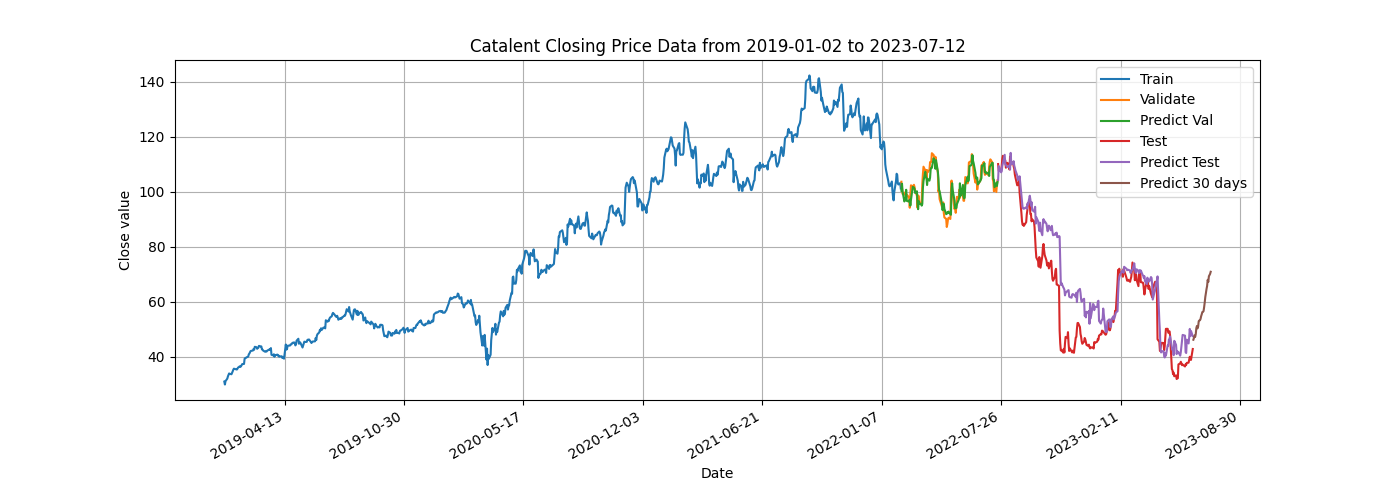 Catalent Closing Price Data from 2019-01-02 to 2023-07-12
Train
Validate
Predict Val
Test
Predict Test
Predict 30 days
Close value
140
120
100
80
60
40
2019-04-13
2019-10-30
2020-05-17
2020-12-03
2021-06-21
2022-01-07
2022-07-26
2023-02-11
2023-08-30
Date